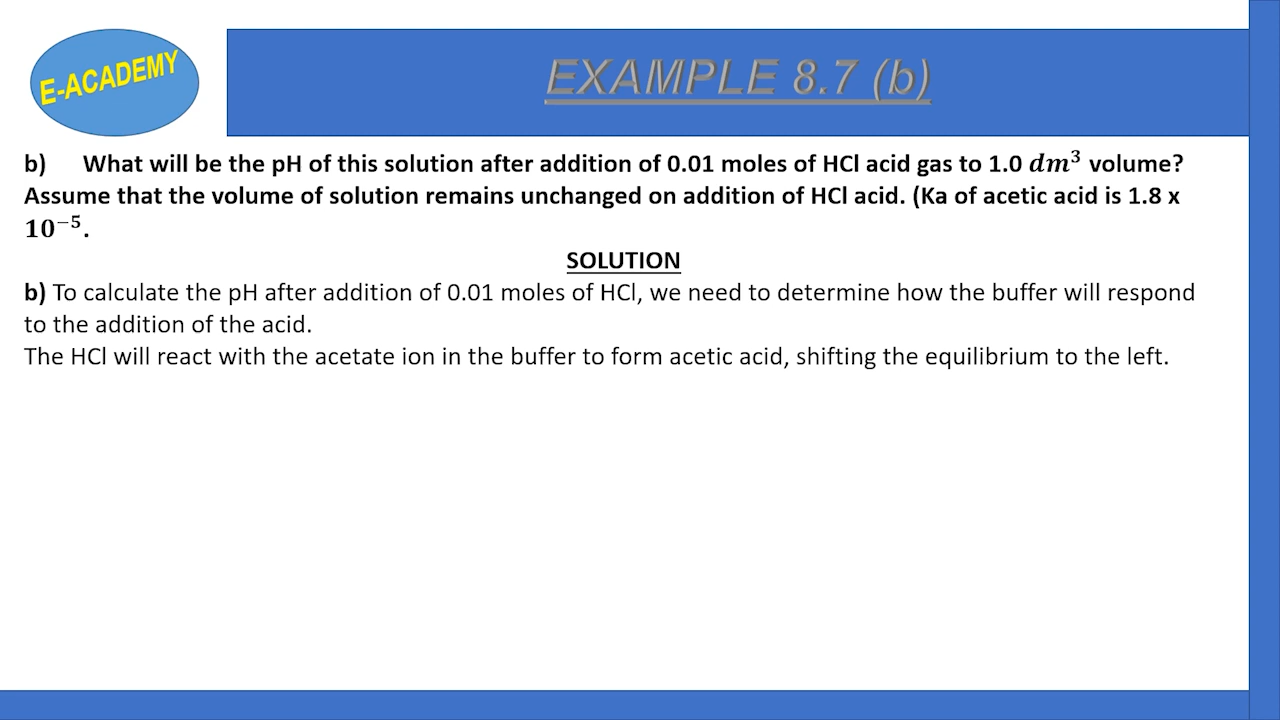 E-ACADEMY
EXAMPLE 8.7 (b)
b) What will be the pH of this solution after addition of 0.01 moles of HCl acid gas to 1.0 dm³ volume?
Assume that the volume of solution remains unchanged on addition of HCl acid. (Ka of acetic acid is 1.8 x
10⁻⁵.
SOLUTION
b) To calculate the pH after addition of 0.01 moles of HCl, we need to determine how the buffer will respond
to the addition of the acid.
The HCl will react with the acetate ion in the buffer to form acetic acid, shifting the equilibrium to the left.